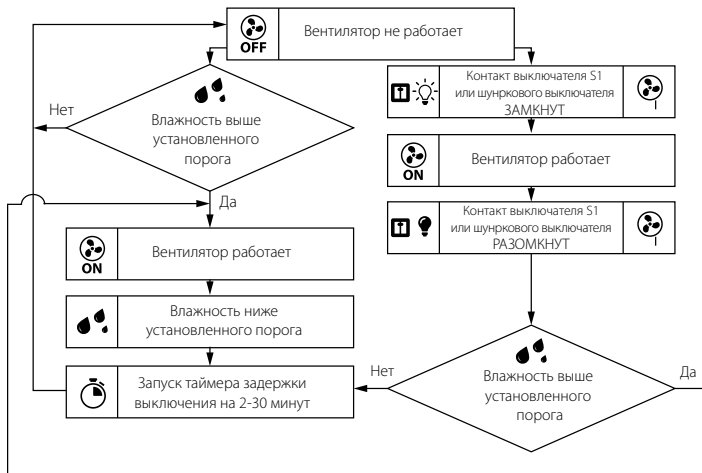 OFF
Вентилятор не работает
Влажность выше
установленного
порога
Нет
Да
ON
Вентилятор работает
Влажность ниже
установленного порога
Запуск таймера задержки
выключения на 2-30 минут
Контакт выключателя S1
или шунркового выключателя
ЗАМКНУТ
ON
Вентилятор работает
Контакт выключателя S1
или шунркового выключателя
РАЗОМКНУТ
Влажность выше
установленного
порога
Нет
Да